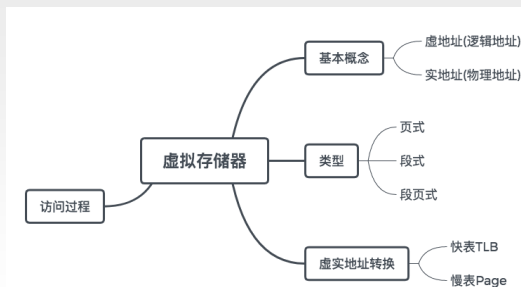 虚拟存储器
基本概念
虚地址(逻辑地址)
实地址(物理地址)
类型
页式
段式
段页式
虚实地址转换
快表TLB
慢表Page
访问过程